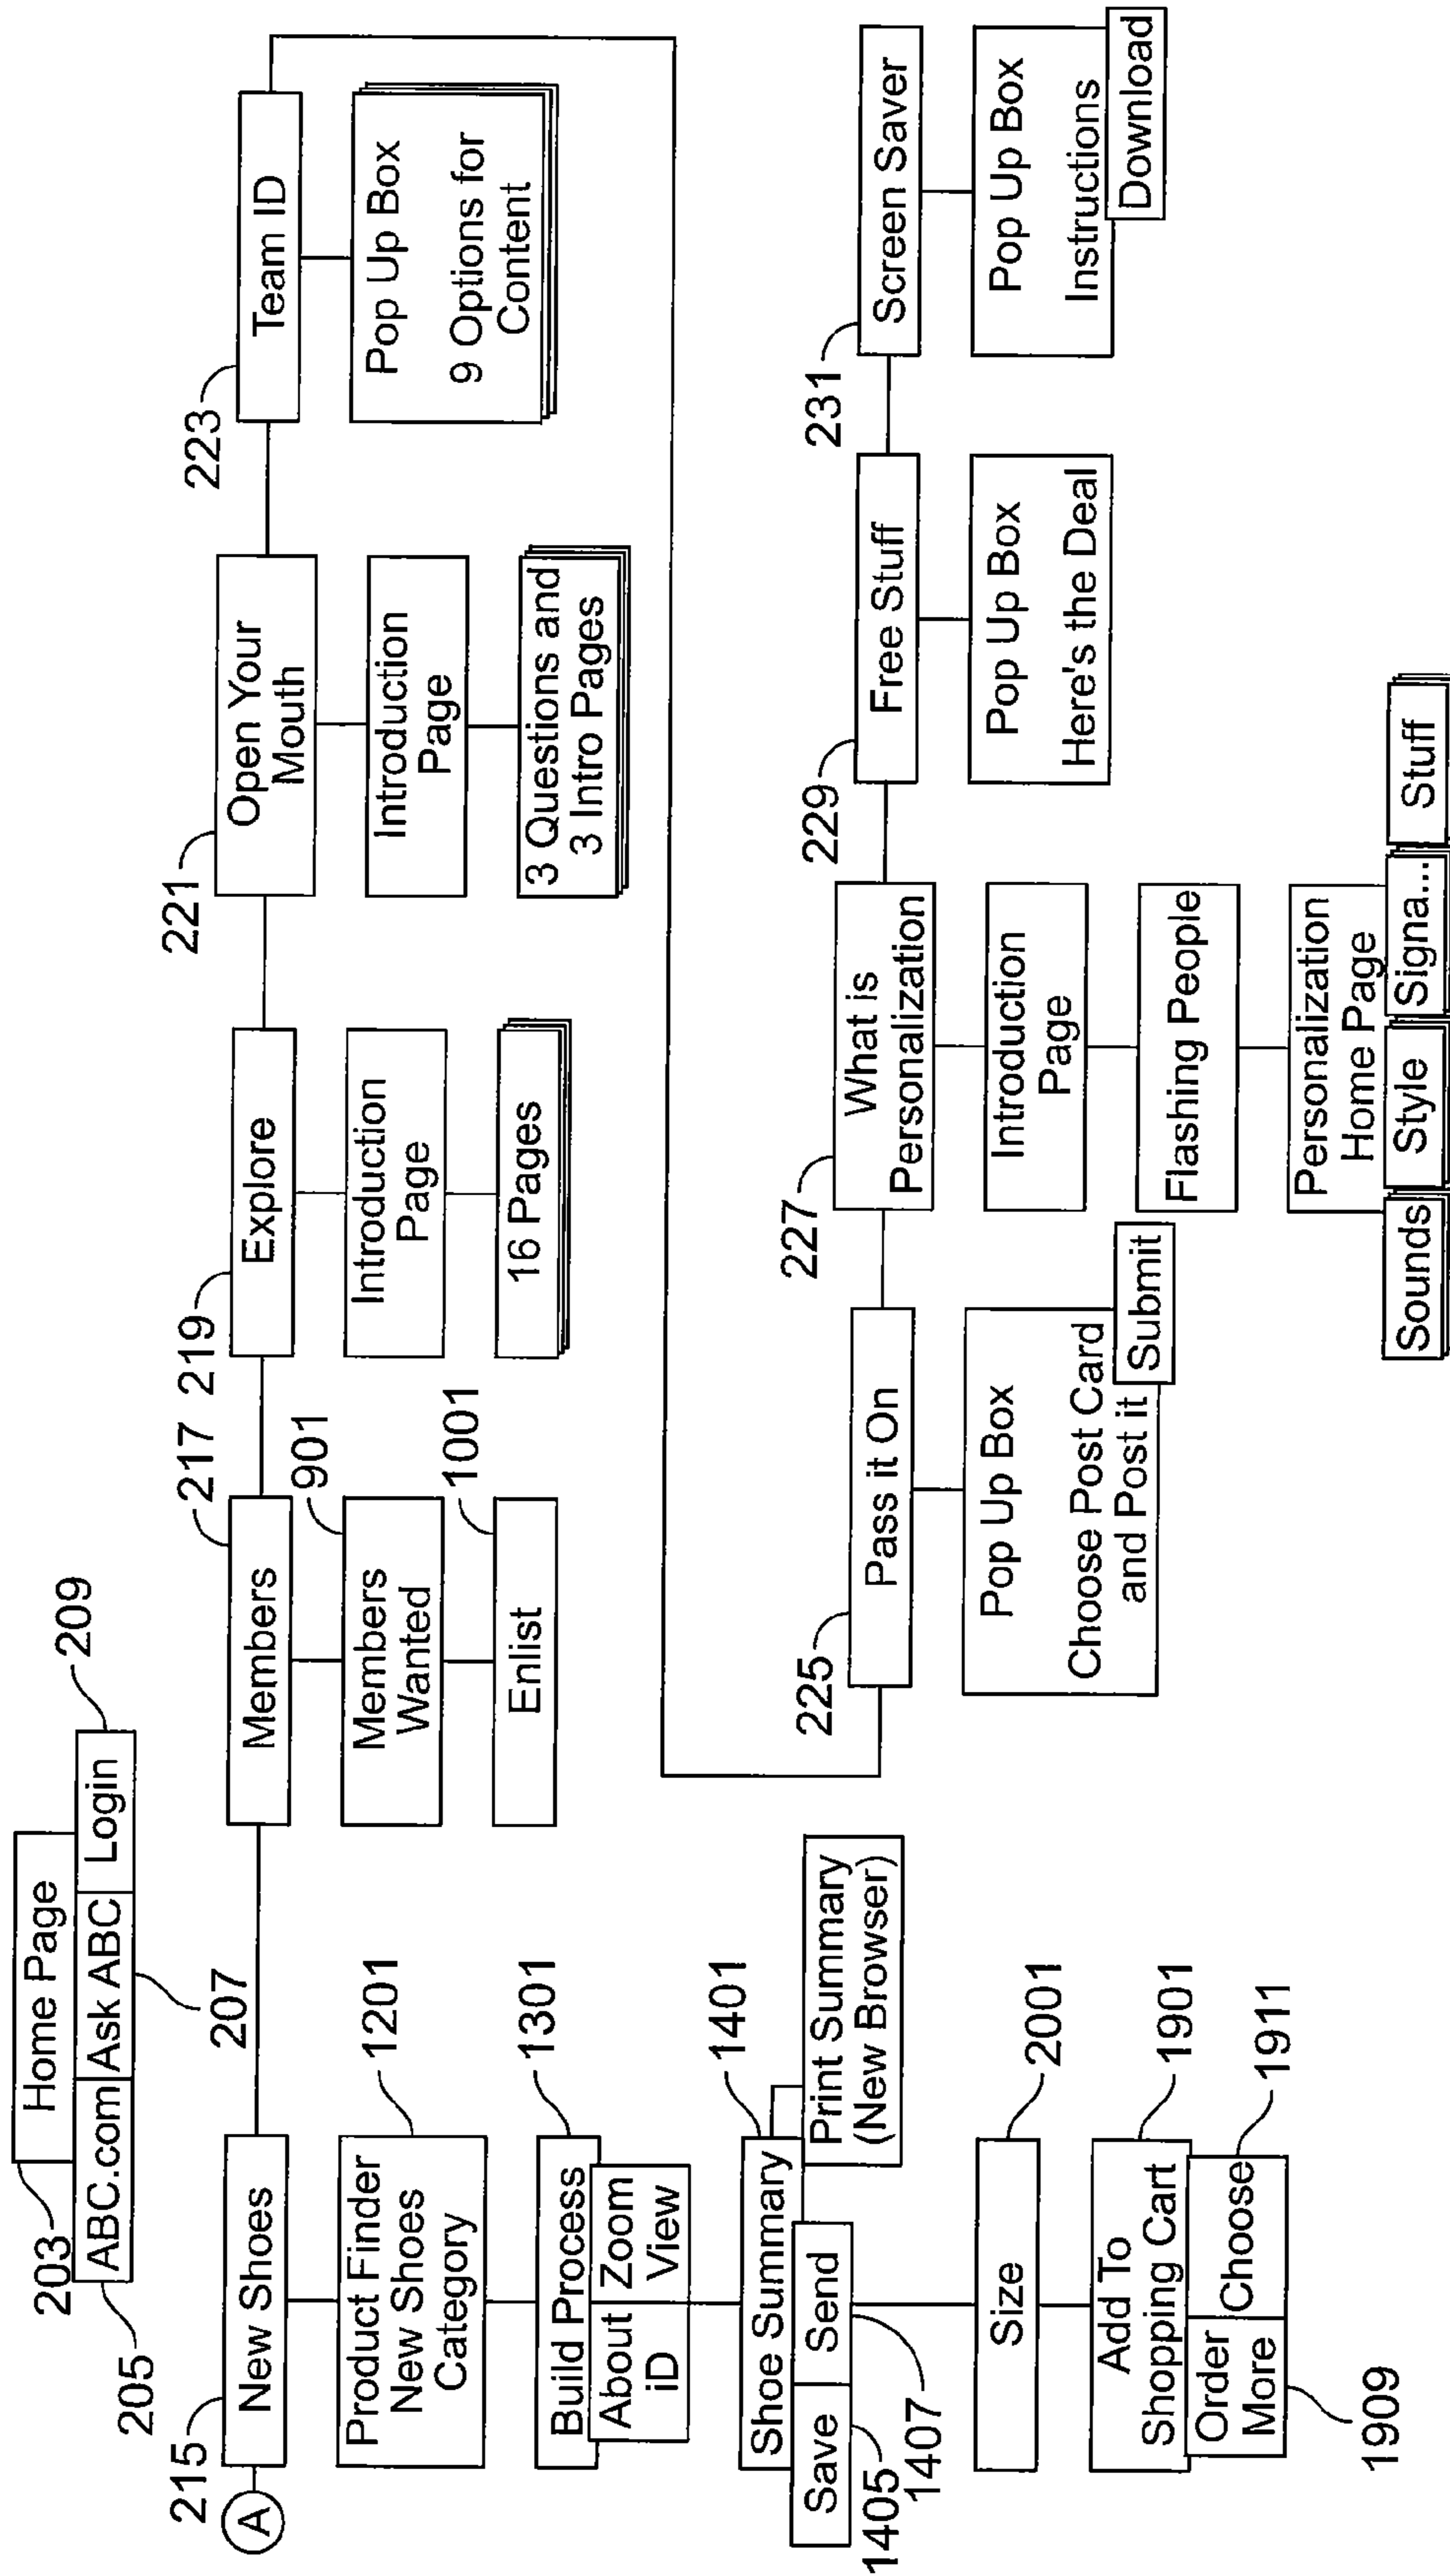 203
Home Page
205
ABC.com
Ask ABC
Login
207
209
A
215
New Shoes
Product Finder
New Shoes
Category
1201
Build Process
About
iD
Zoom
View
1301
Shoe Summary
1401
Save
Send
1405
1407
Print Summary
(New Browser)
Size
2001
Add To
Shopping Cart
1901
Order
More
Choose
1909
1911
217
Members
Members
Wanted
901
Enlist
1001
219
Explore
Introduction
Page
16 Pages
221
Open Your
Mouth
Introduction
Page
3 Questions and
3 Intro Pages
223
Team ID
Pop Up Box
9 Options for
Content
225
Pass it On
Pop Up Box
Choose Post Card
and Post it
Submit
227
What is
Personalization
Introduction
Page
Flashing People
Personalization
Home Page
Sounds
Style
Signa...
Stuff
229
Free Stuff
Pop Up Box
Here's the Deal
231
Screen Saver
Pop Up Box
Instructions
Download